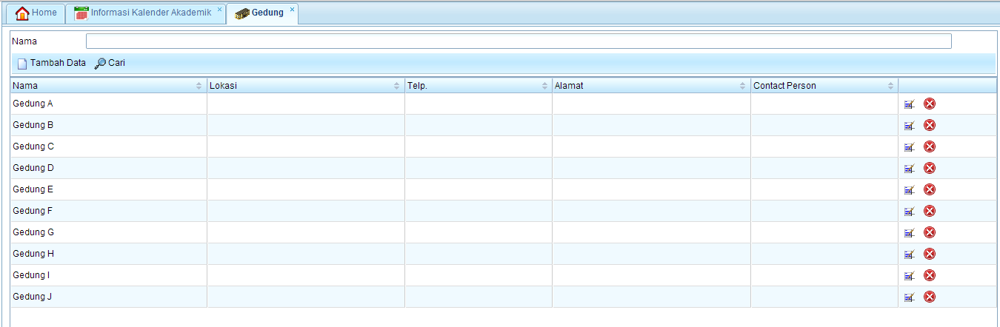 Home Informasi Kalender Akademik Gedung
Nama
Tambah Data Cari
Nama Lokasi Telp. Alamat Contact Person
Gedung A
Gedung B
Gedung C
Gedung D
Gedung E
Gedung F
Gedung G
Gedung H
Gedung I
Gedung J